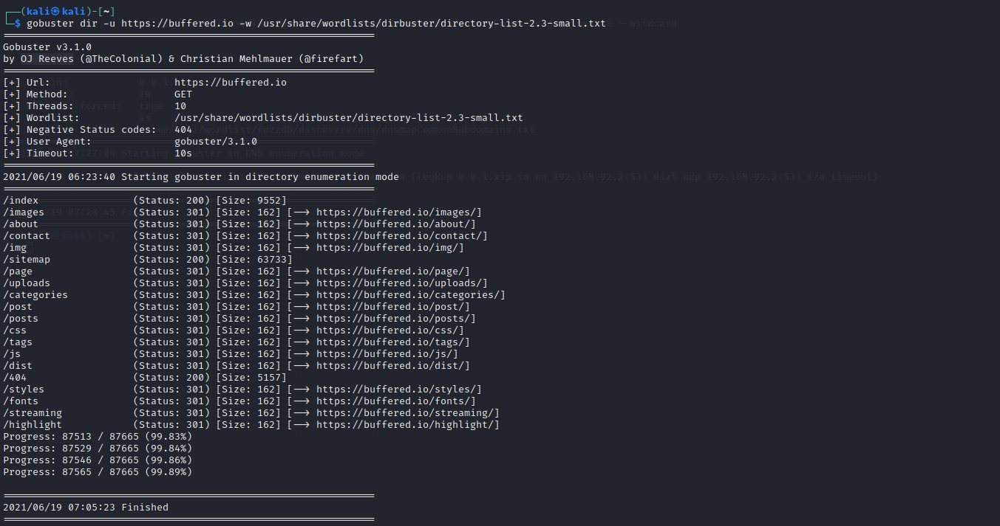 ┌──(kali㉿kali)-[~]
└─$ gobuster dir -u https://buffered.io -w /usr/share/wordlists/dirbuster/directory-list-2.3-small.txt --wildcard
===============================================================
Gobuster v3.1.0
by OJ Reeves (@TheColonial) & Christian Mehlmauer (@firefart)
===============================================================
[+] Url: https://buffered.io
[+] Method: GET
[+] Threads: 10
[+] Wordlist: /usr/share/wordlists/dirbuster/directory-list-2.3-small.txt
[+] Negative Status codes: 404
[+] User Agent: gobuster/3.1.0
[+] Timeout: 10s
===============================================================
2021/06/19 06:23:40 Starting gobuster in directory enumeration mode
===============================================================
/index (Status: 200) [Size: 9552]
/images (Status: 301) [Size: 162] [--> https://buffered.io/images/]
/about (Status: 301) [Size: 162] [--> https://buffered.io/about/]
/contact (Status: 301) [Size: 162] [--> https://buffered.io/contact/]
/img (Status: 301) [Size: 162] [--> https://buffered.io/img/]
/sitemap (Status: 200) [Size: 63733]
/page (Status: 301) [Size: 162] [--> https://buffered.io/page/]
/uploads (Status: 301) [Size: 162] [--> https://buffered.io/uploads/]
/categories (Status: 301) [Size: 162] [--> https://buffered.io/categories/]
/post (Status: 301) [Size: 162] [--> https://buffered.io/post/]
/posts (Status: 301) [Size: 162] [--> https://buffered.io/posts/]
/css (Status: 301) [Size: 162] [--> https://buffered.io/css/]
/tags (Status: 301) [Size: 162] [--> https://buffered.io/tags/]
/js (Status: 301) [Size: 162] [--> https://buffered.io/js/]
/dist (Status: 301) [Size: 162] [--> https://buffered.io/dist/]
/404 (Status: 200) [Size: 5157]
/styles (Status: 301) [Size: 162] [--> https://buffered.io/styles/]
/fonts (Status: 301) [Size: 162] [--> https://buffered.io/fonts/]
/streaming (Status: 301) [Size: 162] [--> https://buffered.io/streaming/]
/highlight (Status: 301) [Size: 162] [--> https://buffered.io/highlight/]
Progress: 87513 / 87665 (99.83%)
Progress: 87529 / 87665 (99.84%)
Progress: 87546 / 87665 (99.86%)
Progress: 87565 / 87665 (99.89%)
===============================================================
2021/06/19 07:05:23 Finished
===============================================================